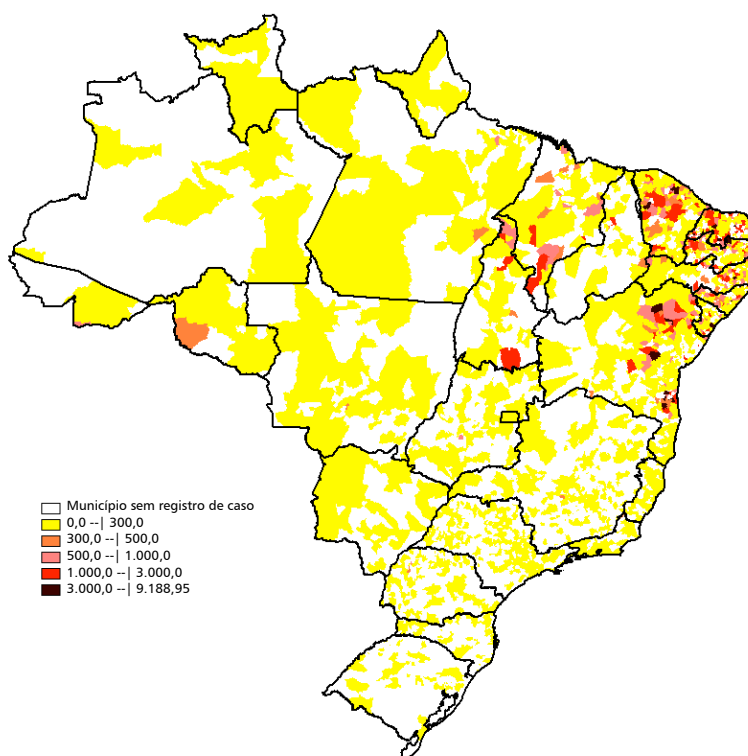 Município sem registro de caso
0,0 --| 300,0
300,0 --| 500,0
500,0 --| 1.000,0
1.000,0 --| 3.000,0
3.000,0 --| 9.188,95